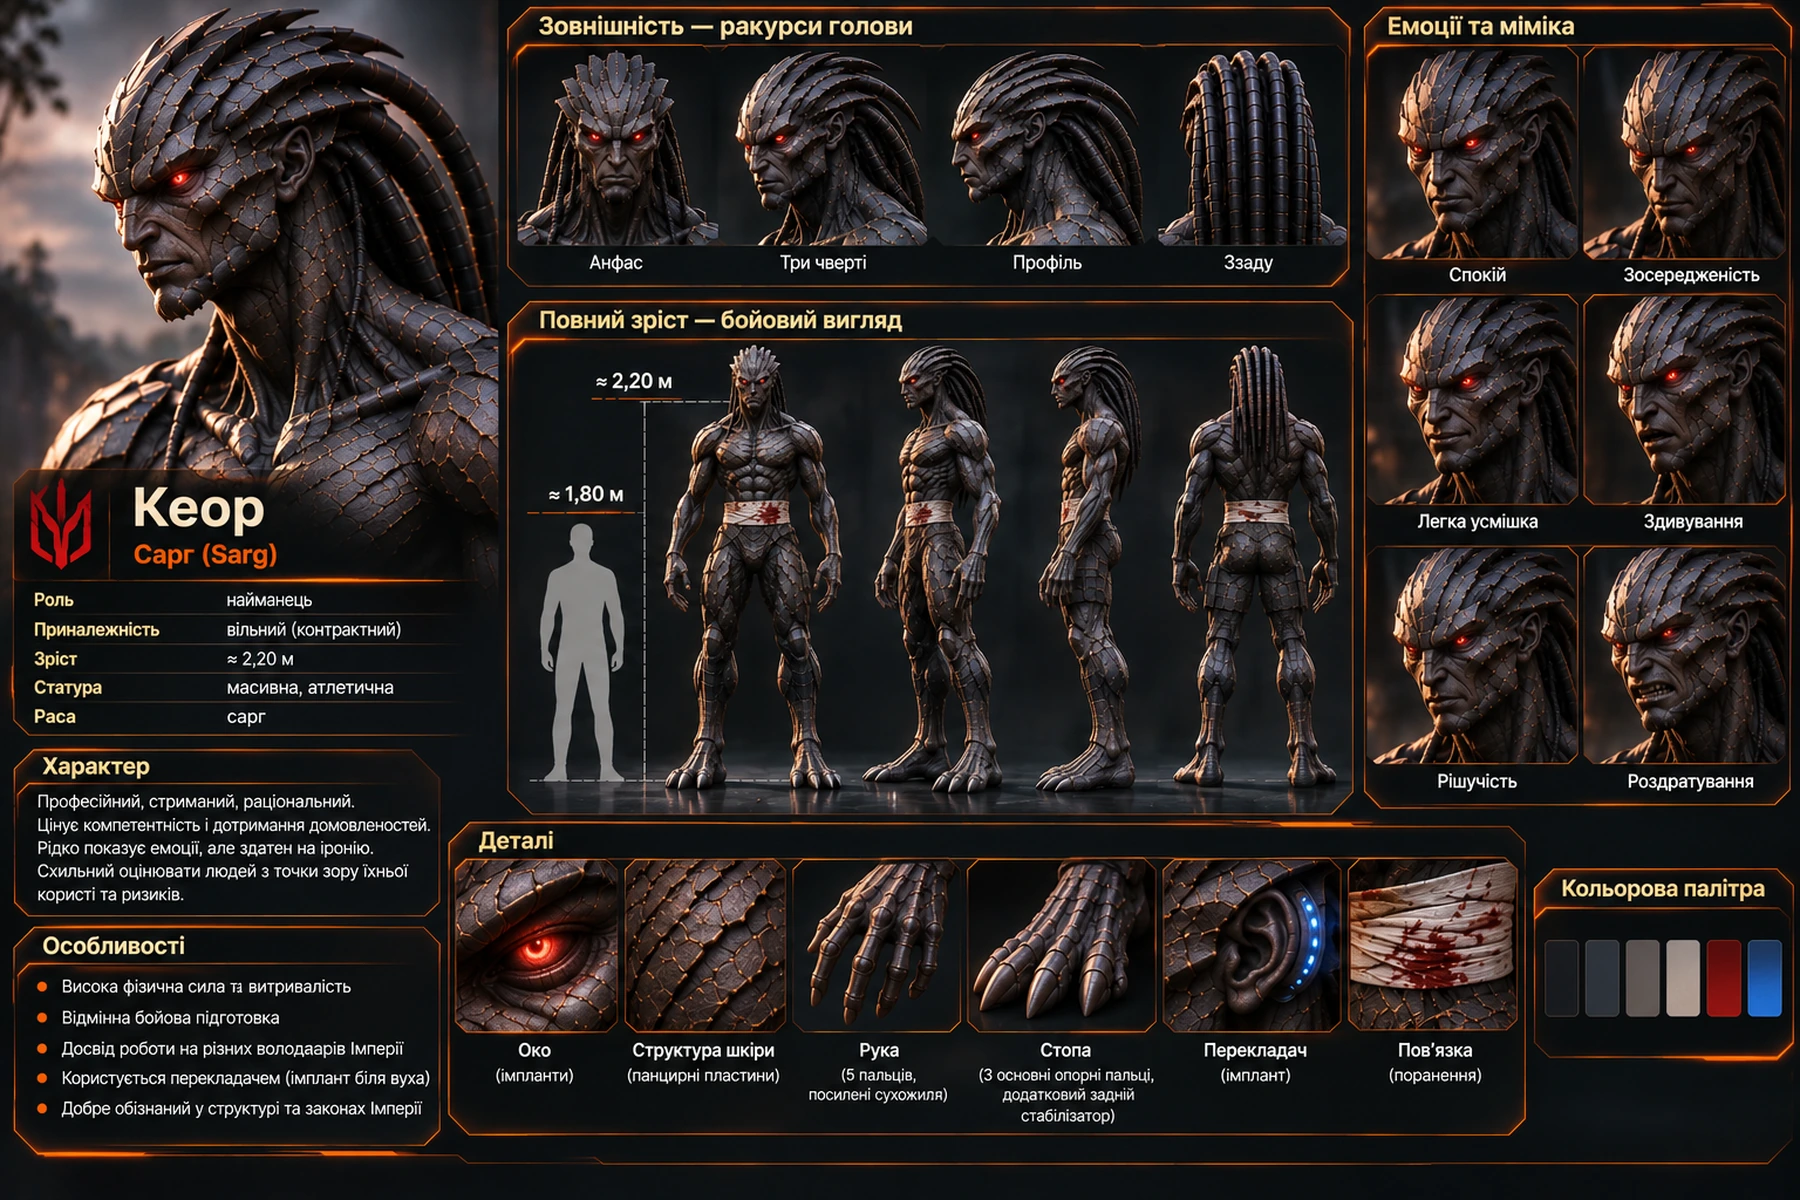 Кеор
Сарг (Sarg)
Роль найманець
Приналежність вільний (контрактний)
Зріст ≈ 2,20 м
Статура масивна, атлетична
Раса сарг
Характер
Професійний, стриманий, раціональний.
Цінує компетентність і дотримання домовленостей.
Рідко показує емоції, але здатен на іронію.
Схильний оцінювати людей з точки зору їхньої
користі та ризиків.
Особливості
Висока фізична сила та витривалість
Відмінна бойова підготовка
Досвід роботи на різних володаарів Імперії
Користується перекладачем (імплант біля вуха)
Добре обізнаний у структурі та законах Імперії
Зовнішність — ракурси голови
Анфас
Три чверті
Профіль
Ззаду
Повний зріст — бойовий вигляд
≈ 2,20 м
≈ 1,80 м
Емоції та міміка
Спокій
Зосередженість
Легка усмішка
Здивування
Рішучість
Роздратування
Деталі
Око
(імпланти)
Структура шкіри
(панцирні пластини)
Рука
(5 пальців,
посилені сухожиля)
Стопа
(3 основні опорні пальці,
додатковий задній
стабілізатор)
Перекладач
(імплант)
Пов'язка
(поранення)
Кольорова палітра